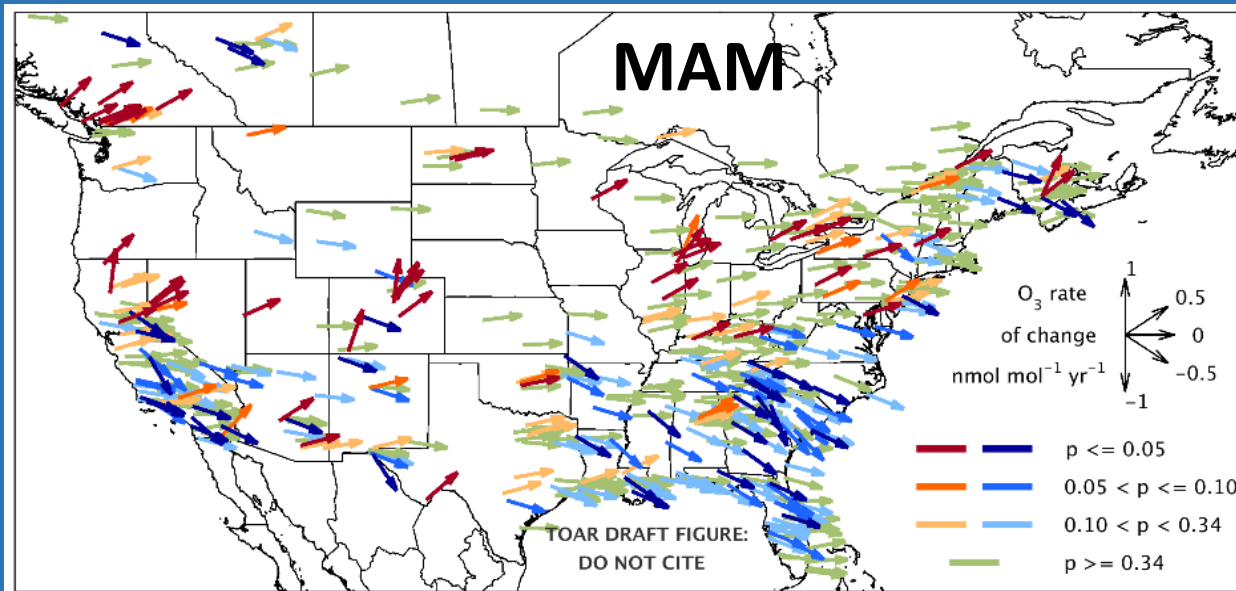 MAM
O₃ rate
of change
nmol mol⁻¹ yr⁻¹
1
0.5
0
−0.5
−1
p <= 0.05
0.05 < p <= 0.10
0.10 < p < 0.34
p >= 0.34
TOAR DRAFT FIGURE:
DO NOT CITE